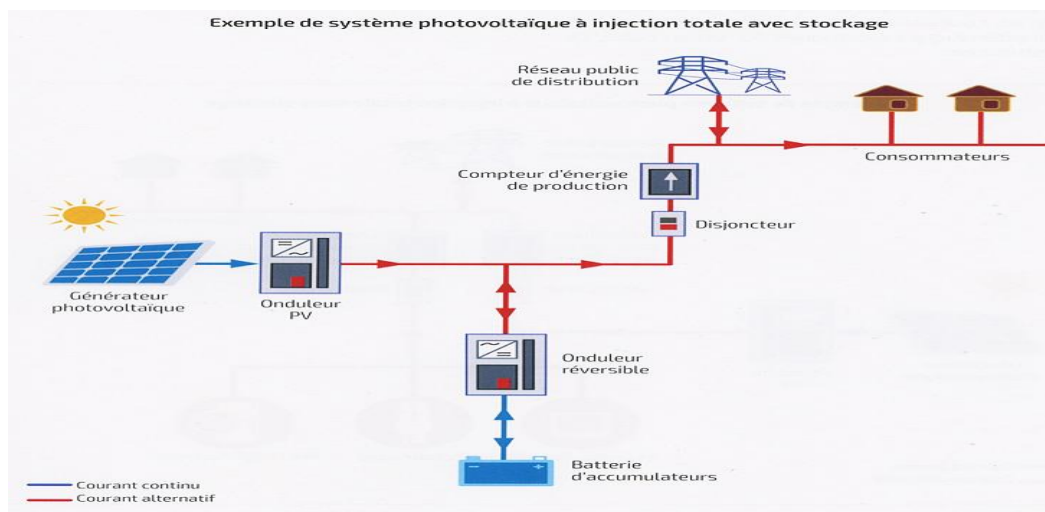 Exemple de système photovoltaïque à injection totale avec stockage
Réseau public
de distribution
Consommateurs
Compteur d'énergie
de production
Disjoncteur
Générateur
photovoltaïque
Onduleur
PV
Onduleur
réversible
Batterie
d'accumulateurs
Courant continu
Courant alternatif